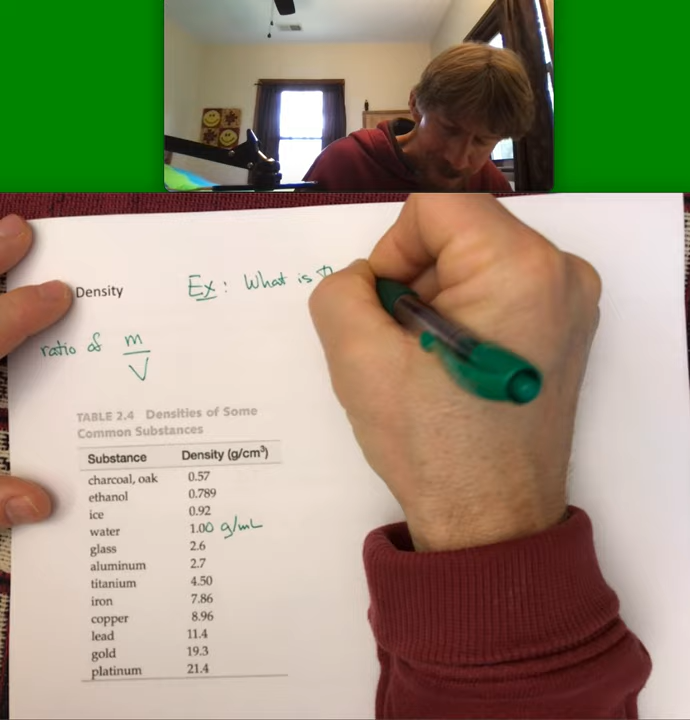 Density
Ex: What is
ratio of m/V
TABLE 2.4 Densities of Some
Common Substances
Substance Density (g/cm³)
charcoal, oak 0.57
ethanol 0.789
ice 0.92
water 1.00 g/mL
glass 2.6
aluminum 2.7
titanium 4.50
iron 7.86
copper 8.96
lead 11.4
gold 19.3
platinum 21.4